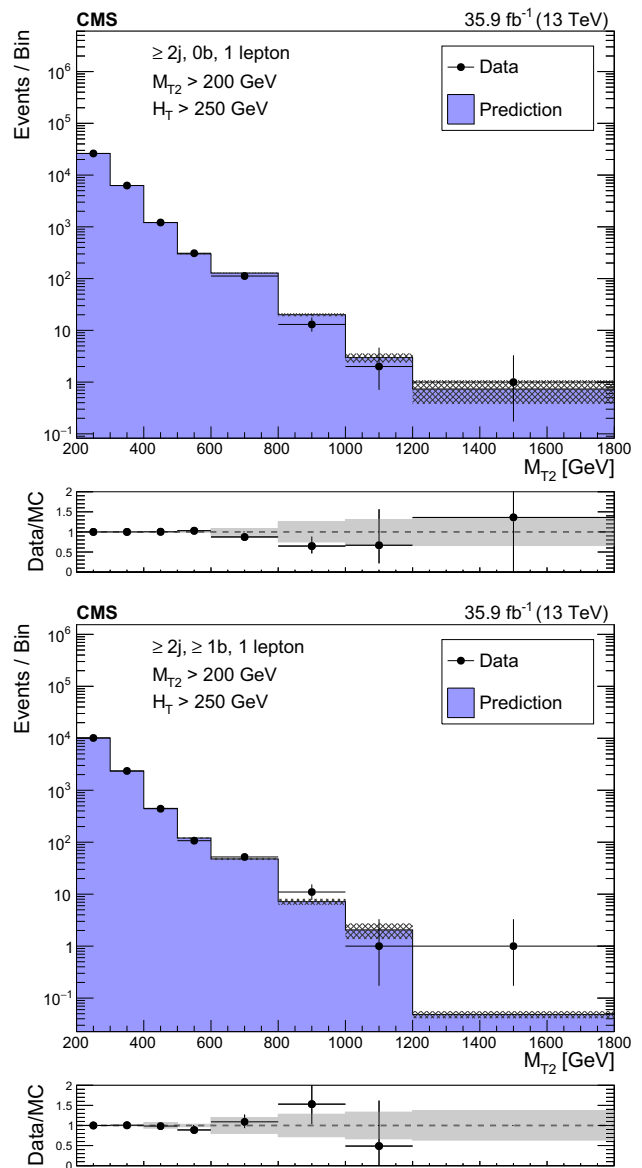 CMS 35.9 fb⁻¹ (13 TeV)
Events / Bin
≥ 2j, 0b, 1 lepton
M_T2 > 200 GeV
H_T > 250 GeV
Data
Prediction
10⁶
10⁵
10⁴
10³
10²
10
1
10⁻¹
200 400 600 800 1000 1200 1400 1600 1800
M_T2 [GeV]
Data/MC
2
1.5
1
0.5
0
CMS 35.9 fb⁻¹ (13 TeV)
Events / Bin
≥ 2j, ≥ 1b, 1 lepton
M_T2 > 200 GeV
H_T > 250 GeV
Data
Prediction
10⁶
10⁵
10⁴
10³
10²
10
1
10⁻¹
200 400 600 800 1000 1200 1400 1600 1800
M_T2 [GeV]
Data/MC
2
1.5
1
0.5
0